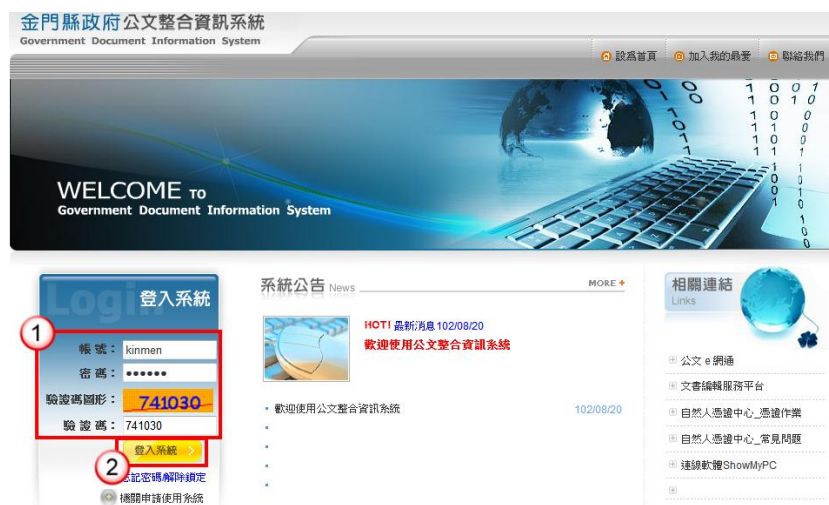 金門縣政府公文整合資訊系統
Government Document Information System
設為首頁
加入我的最愛
聯絡我們
WELCOME TO
Government Document Information System
Login
登入系統
1
帳號：kinmen
密碼：••••••
驗證碼圖形：741030
驗證碼：741030
登入系統
2
忘記密碼/解除鎖定
機關申請使用系統
系統公告 News
MORE +
HOT! 最新消息102/08/20
歡迎使用公文整合資訊系統
歡迎使用公文整合資訊系統 102/08/20
相關連結
Links
公文 e 網通
文書編輯服務平台
自然人憑證中心_憑證作業
自然人憑證中心_常見問題
連線軟體ShowMyPC